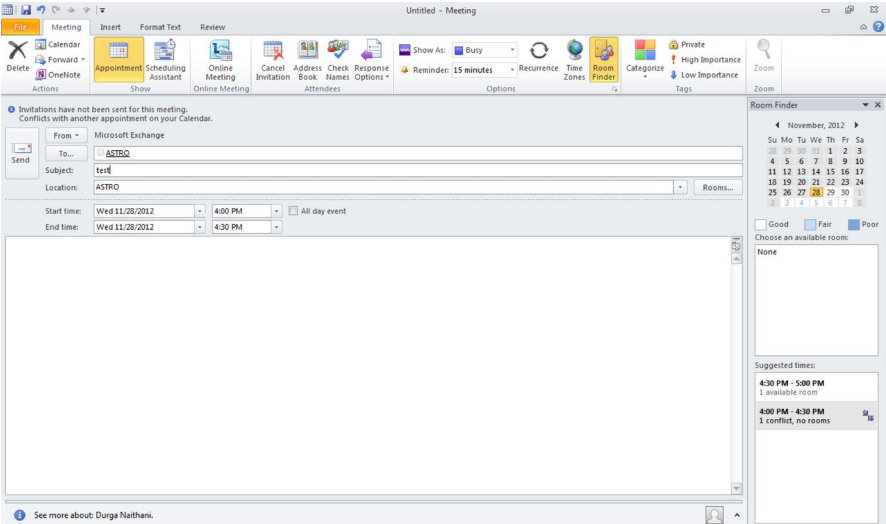 Untitled - Meeting
File Meeting Insert Format Text Review
Delete
Calendar
Forward
OneNote
Actions
Appointment
Scheduling
Assistant
Show
Online
Meeting
Online Meeting
Cancel
Invitation
Address
Book
Check
Names
Response
Options
Attendees
Show As: Busy
Reminder: 15 minutes
Recurrence
Time
Zones
Room
Finder
Options
Categorize
Private
High Importance
Low Importance
Tags
Zoom
Zoom
Invitations have not been sent for this meeting.
Conflicts with another appointment on your Calendar.
Send
From Microsoft Exchange
To... ASTRO
Subject: test
Location: ASTRO Rooms...
Start time: Wed 11/28/2012 4:00 PM All day event
End time: Wed 11/28/2012 4:30 PM
Room Finder
November, 2012
Su Mo Tu We Th Fr Sa
28 29 30 31 1 2 3
4 5 6 7 8 9 10
11 12 13 14 15 16 17
18 19 20 21 22 23 24
25 26 27 28 29 30 1
2 3 4 5 6 7 8
Good Fair Poor
Choose an available room:
None
Suggested times:
4:30 PM - 5:00 PM
1 available room
4:00 PM - 4:30 PM
1 conflict, no rooms
See more about: Durga Naithani.